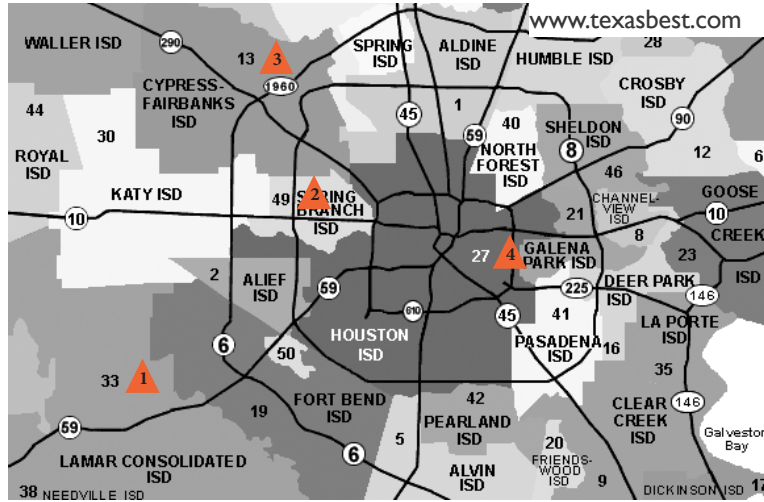 www.texasbest.com
WALLER ISD
290
13
3
SPRING
ISD
ALDINE
ISD
HUMBLE ISD
28
CYPRESS-
FAIRBANKS
ISD
1960
CROSBY
ISD
44
30
45
1
59
40
SHELDON
ISD
90
ROYAL
ISD
NORTH
FOREST
ISD
8
46
12
6
KATY ISD
49
2
SPRING
BRANCH
ISD
CHANNEL-
VIEW
ISD
GOOSE
CREEK
ISD
10
21
10
8
27
4
GALENA
PARK ISD
23
2
ALIEF
ISD
59
225
DEER PARK
ISD
146
610
45
41
LA PORTE
ISD
HOUSTON
ISD
6
50
PASADENA
ISD
16
33
1
35
19
FORT BEND
ISD
42
PEARLAND
ISD
CLEAR
CREEK
ISD
146
59
6
5
20
FRIENDS-
WOOD
ISD
Galveston
Bay
LAMAR CONSOLIDATED
ISD
ALVIN
ISD
9
38
NEEDVILLE ISD
DICKINSON ISD
17